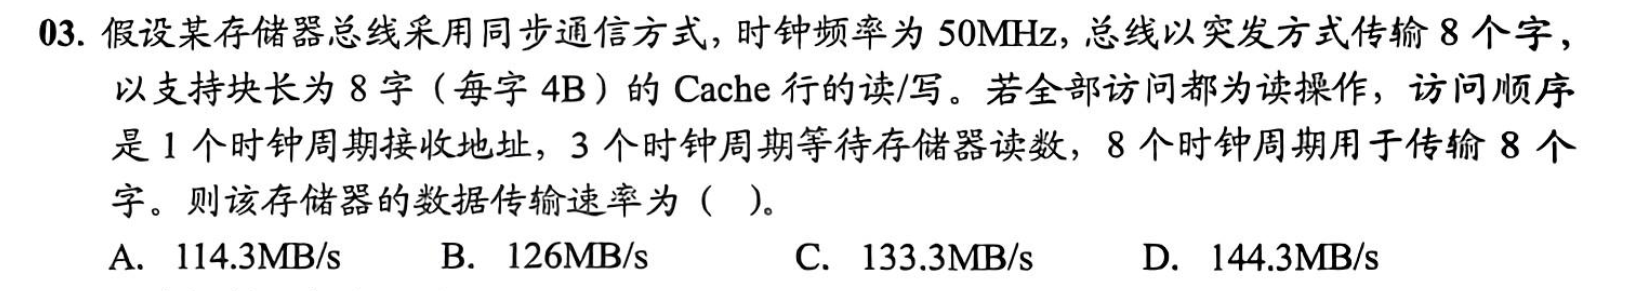 03. 假设某存储器总线采用同步通信方式，时钟频率为 50MHz，总线以突发方式传输 8 个字，
以支持块长为 8 字（每字 4B）的 Cache 行的读/写。若全部访问都为读操作，访问顺序
是 1 个时钟周期接收地址，3 个时钟周期等待存储器读数，8 个时钟周期用于传输 8 个
字。则该存储器的数据传输速率为（ ）。
A. 114.3MB/s B. 126MB/s C. 133.3MB/s D. 144.3MB/s